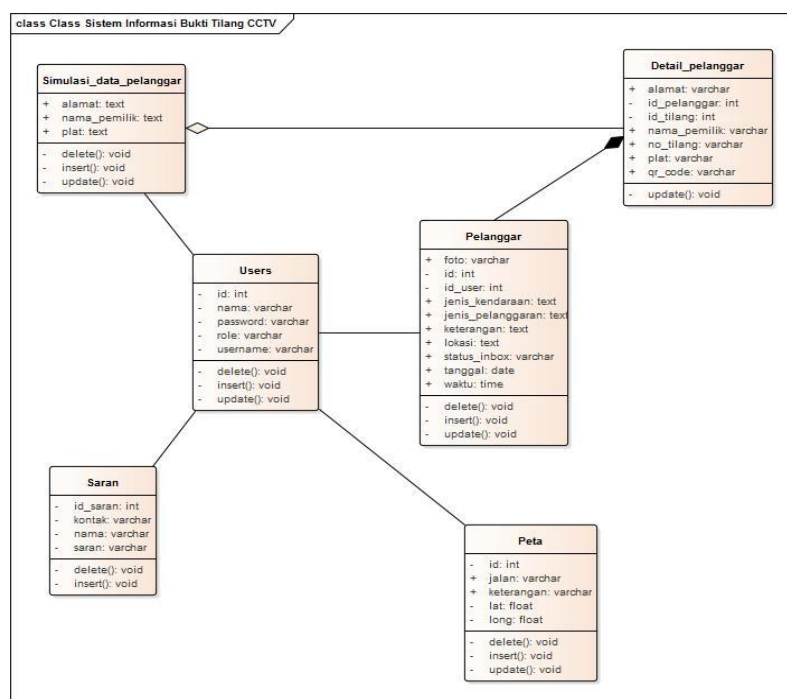 class Class Sistem Informasi Bukti Tilang CCTV
Simulasi_data_pelanggar
+ alamat: text
+ nama_pemilik: text
+ plat: text
- delete(): void
- insert(): void
- update(): void
Detail_pelanggar
+ alamat: varchar
- id_pelanggar: int
- id_tilang: int
+ nama_pemilik: varchar
+ no_tilang: varchar
+ plat: varchar
+ qr_code: varchar
- update(): void
Users
- id: int
- nama: varchar
- password: varchar
- role: varchar
- username: varchar
- delete(): void
- insert(): void
- update(): void
Pelanggar
+ foto: varchar
- id: int
- id_user: int
+ jenis_kendaraan: text
+ jenis_pelanggaran: text
+ keterangan: text
+ lokasi: text
+ status_inbox: varchar
+ tanggal: date
+ waktu: time
- delete(): void
- insert(): void
- update(): void
Saran
- id_saran: int
- kontak: varchar
- nama: varchar
- saran: varchar
- delete(): void
- insert(): void
Peta
- id: int
+ jalan: varchar
+ keterangan: varchar
- lat: float
- long: float
- delete(): void
- insert(): void
- update(): void